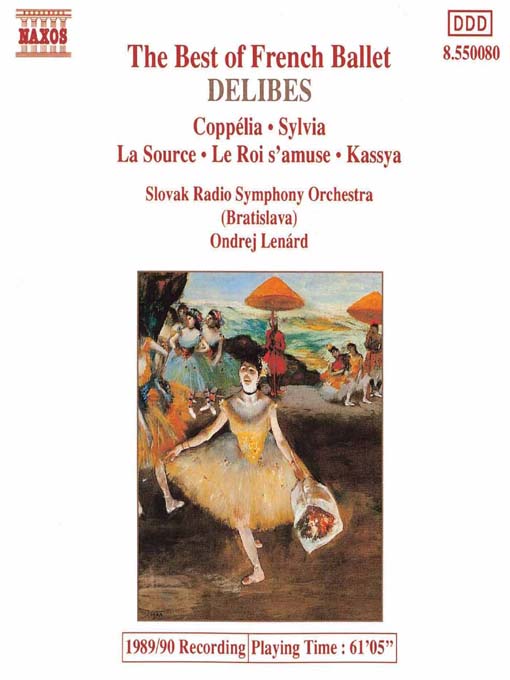 NAXOS
DDD
8.550080
The Best of French Ballet
DELIBES
Coppélia • Sylvia
La Source • Le Roi s’amuse • Kassya
Slovak Radio Symphony Orchestra
(Bratislava)
Ondrej Lenárd
1989/90 Recording Playing Time : 61’05”